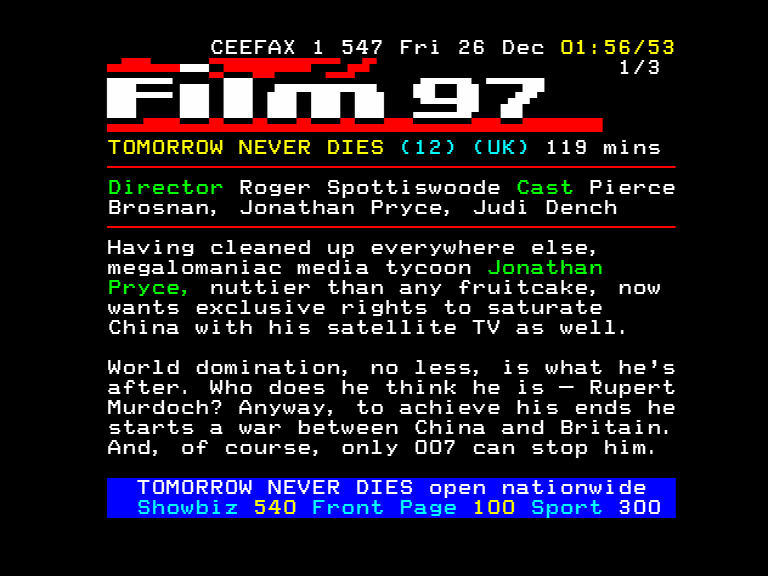 CEEFAX 1 547 Fri 26 Dec 01:56/53
1/3
Film 97
TOMORROW NEVER DIES (12) (UK) 119 mins
Director Roger Spottiswoode Cast Pierce
Brosnan, Jonathan Pryce, Judi Dench
Having cleaned up everywhere else,
megalomaniac media tycoon Jonathan
Pryce, nuttier than any fruitcake, now
wants exclusive rights to saturate
China with his satellite TV as well.
World domination, no less, is what he's
after. Who does he think he is — Rupert
Murdoch? Anyway, to achieve his ends he
starts a war between China and Britain.
And, of course, only 007 can stop him.
TOMORROW NEVER DIES open nationwide
Showbiz 540 Front Page 100 Sport 300